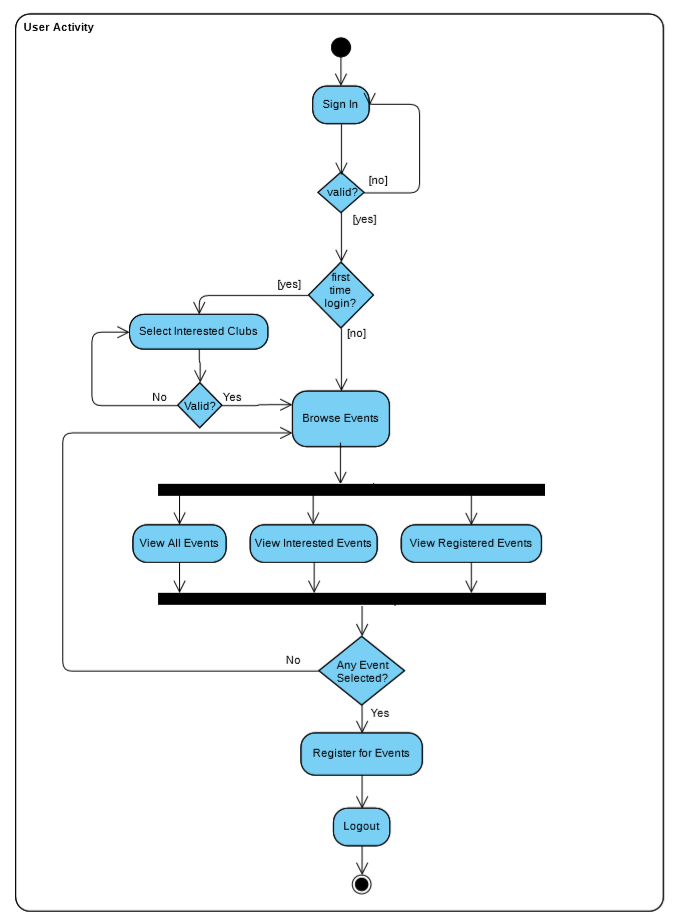 User Activity
Sign In
valid?
[no]
[yes]
first
time
login?
[yes]
[no]
Select Interested Clubs
Valid?
No
Yes
Browse Events
View All Events
View Interested Events
View Registered Events
Any Event
Selected?
No
Yes
Register for Events
Logout